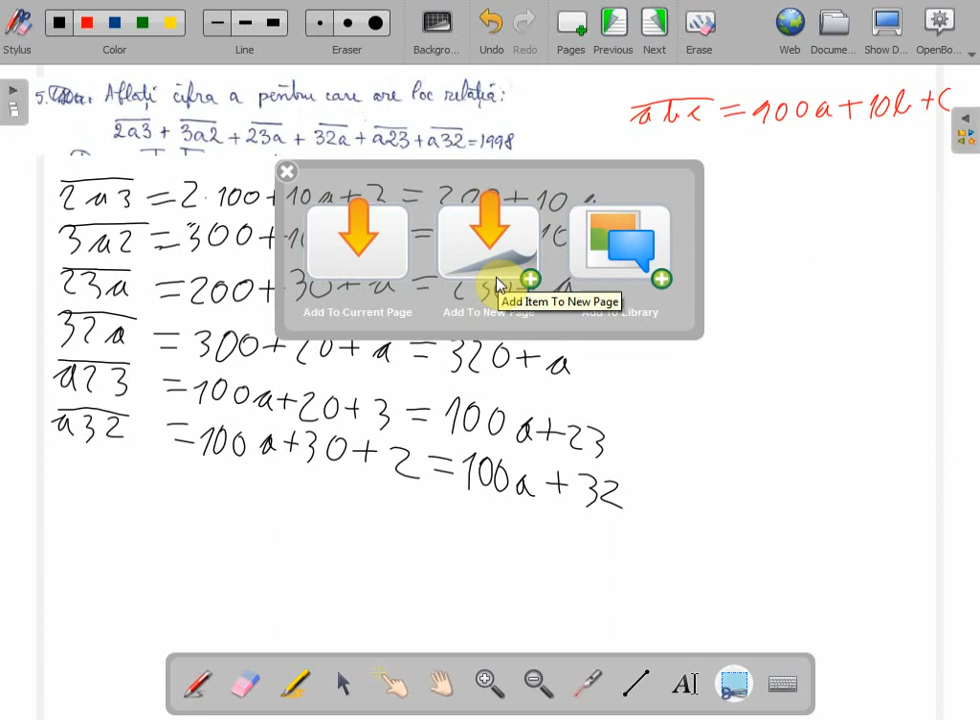 Stylus Color Line Eraser Backgro... Undo Redo Pages Previous Next Erase Web Docume... Show D... OpenBo...
5. Aflați cifra a pentru care are loc relația:
2a3 + 3a2 + 23a + 32a + a23 + a32 = 1998
abc = 100a + 10b + c
2a3 = 2·100 + 10a + 3 = 200 + 10a
3a2 = 300 + 10
23a = 200 + 30 + a = 230 + a
Add Item To New Page
Add To Current Page Add To New Page Add To Library
32a = 300 + 20 + a = 320 + a
a23 = 100a + 20 + 3 = 100a + 23
a32 = 100a + 30 + 2 = 100a + 32